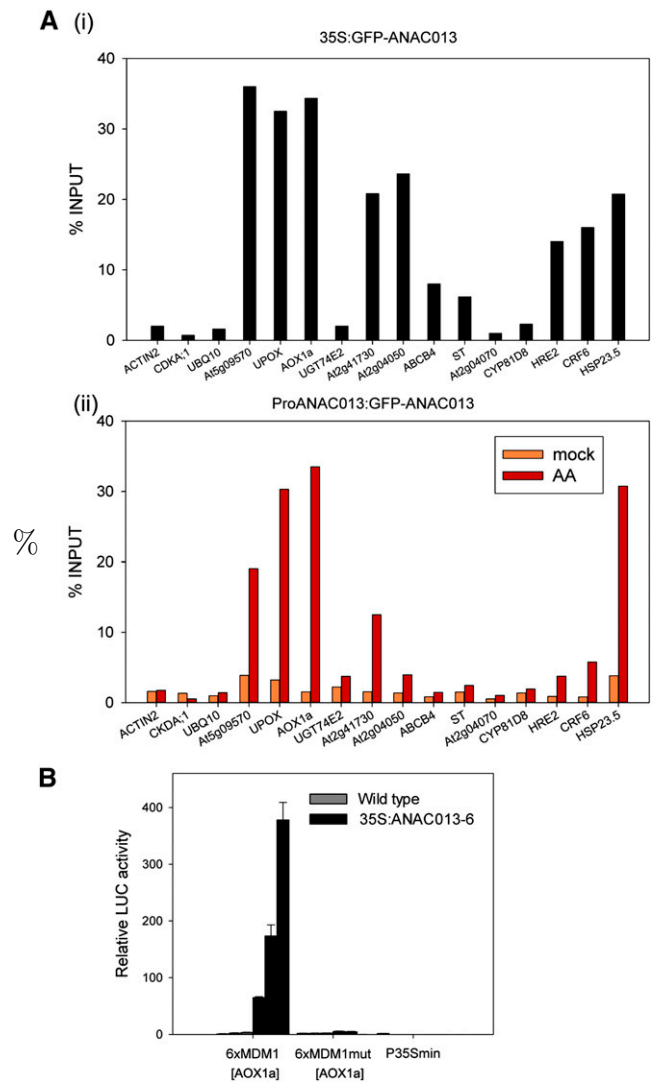 A (i)
35S:GFP-ANAC013
40
30
20
10
0
% INPUT
ACTIN2
CDKA;1
UBQ10
At5g09570
UPOX
AOX1a
UGT74E2
At2g41730
At2g04050
ABCB4
ST
At2g04070
CYP81D8
HRE2
CRF6
HSP23.5
(ii)
ProANAC013:GFP-ANAC013
40
30
20
10
0
%
% INPUT
mock
AA
ACTIN2
CKDA;1
UBQ10
At5g09570
UPOX
AOX1a
UGT74E2
At2g41730
At2g04050
ABCB4
ST
At2g04070
CYP81D8
HRE2
CRF6
HSP23.5
B
Wild type
35S:ANAC013-6
400
300
200
100
0
Relative LUC activity
6xMDM1 6xMDM1mut P35Smin
[AOX1a] [AOX1a]